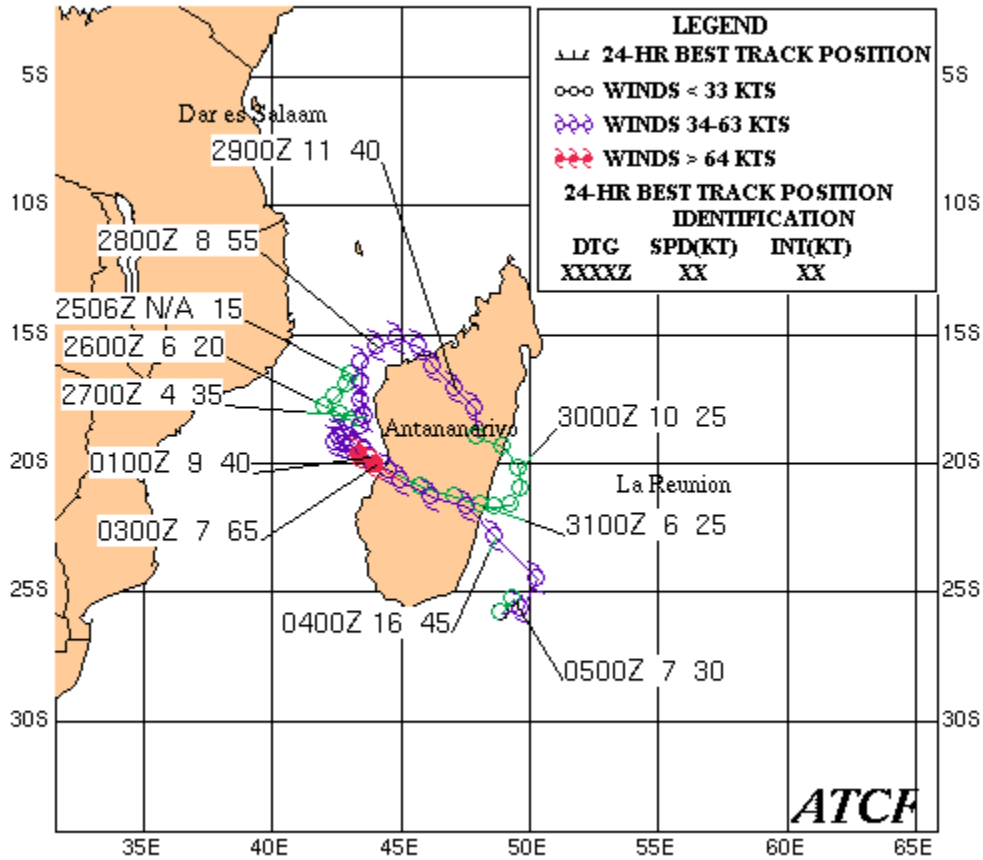 LEGEND
24-HR BEST TRACK POSITION
WINDS < 33 KTS
WINDS 34-63 KTS
WINDS > 64 KTS
24-HR BEST TRACK POSITION
IDENTIFICATION
DTG SPD(KT) INT(KT)
XXXXZ XX XX
5S 5S
Dar es Salaam
2900Z 11 40
10S 10S
2800Z 8 55
2506Z N/A 15
15S 15S
2600Z 6 20
2700Z 4 35
3000Z 10 25
Antananarivo
0100Z 9 40
20S 20S
La Reunion
0300Z 7 65
3100Z 6 25
25S 25S
0400Z 16 45
0500Z 7 30
30S 30S
ATCF
35E 40E 45E 50E 55E 60E 65E